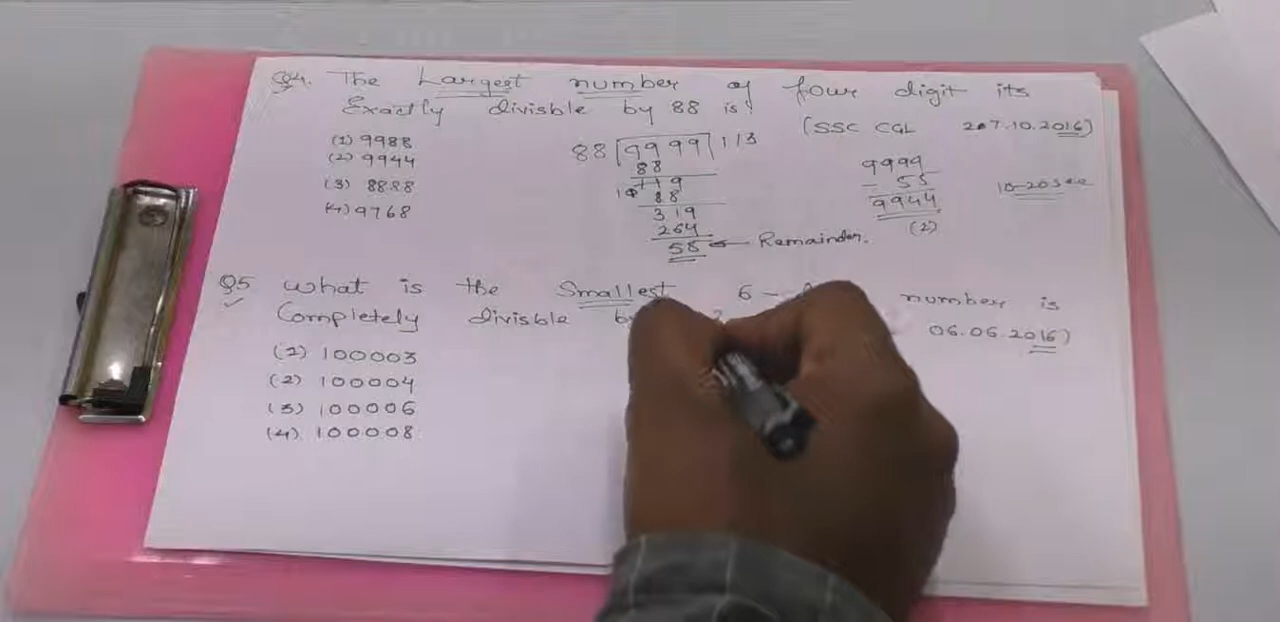 Q4. The Largest number of four digit its
Exactly divisble by 88 is?
(SSC CGL 27.10.2016)
(1) 9988
(2) 9944
(3) 8888
(4) 9768
88 9999 113
88
119
88
319
264
58 Remainder.
9999
- 55
9944
(2)
Q5 What is the Smallest 6- number is
Completely divisble 06.06.2016)
(2) 100003
(2) 100004
(3) 100006
(4) 100008